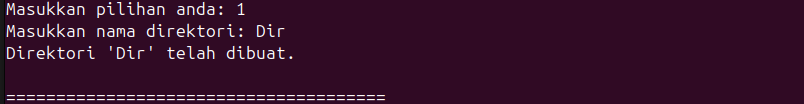 Masukkan pilihan anda: 1
Masukkan nama direktori: Dir
Direktori 'Dir' telah dibuat.
======================================